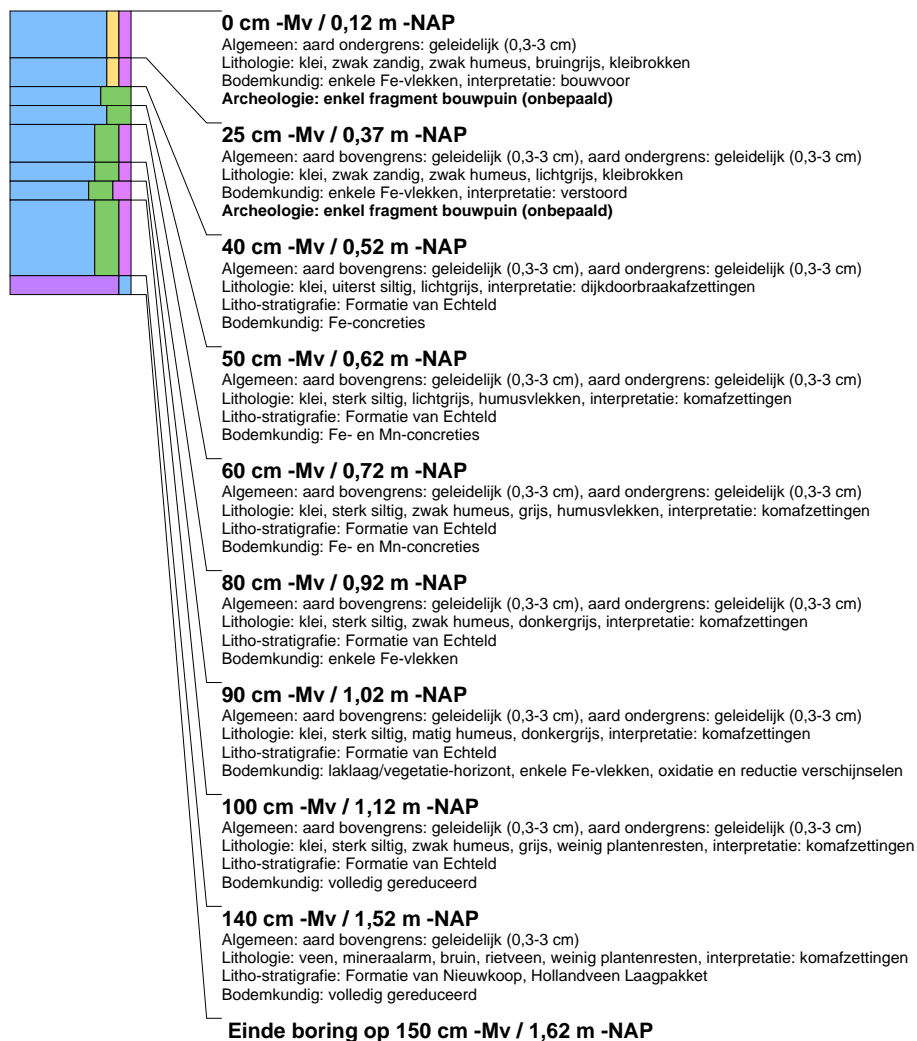 0 cm -Mv / 0,12 m -NAP
Algemeen: aard ondergrens: geleidelijk (0,3-3 cm)
Lithologie: klei, zwak zandig, zwak humeus, bruingrijs, kleibrokken
Bodemkundig: enkele Fe-vlekken, interpretatie: bouwvoor
Archeologie: enkel fragment bouwpuin (onbepaald)
25 cm -Mv / 0,37 m -NAP
Algemeen: aard bovengrens: geleidelijk (0,3-3 cm), aard ondergrens: geleidelijk (0,3-3 cm)
Lithologie: klei, zwak zandig, zwak humeus, lichtgrijs, kleibrokken
Bodemkundig: enkele Fe-vlekken, interpretatie: verstoord
Archeologie: enkel fragment bouwpuin (onbepaald)
40 cm -Mv / 0,52 m -NAP
Algemeen: aard bovengrens: geleidelijk (0,3-3 cm), aard ondergrens: geleidelijk (0,3-3 cm)
Lithologie: klei, uiterst siltig, lichtgrijs, interpretatie: dijkdoorbraakafzettingen
Litho-stratigrafie: Formatie van Echteld
Bodemkundig: Fe-concreties
50 cm -Mv / 0,62 m -NAP
Algemeen: aard bovengrens: geleidelijk (0,3-3 cm), aard ondergrens: geleidelijk (0,3-3 cm)
Lithologie: klei, sterk siltig, lichtgrijs, humusvlekken, interpretatie: komafzettingen
Litho-stratigrafie: Formatie van Echteld
Bodemkundig: Fe- en Mn-concreties
60 cm -Mv / 0,72 m -NAP
Algemeen: aard bovengrens: geleidelijk (0,3-3 cm), aard ondergrens: geleidelijk (0,3-3 cm)
Lithologie: klei, sterk siltig, zwak humeus, grijs, humusvlekken, interpretatie: komafzettingen
Litho-stratigrafie: Formatie van Echteld
Bodemkundig: Fe- en Mn-concreties
80 cm -Mv / 0,92 m -NAP
Algemeen: aard bovengrens: geleidelijk (0,3-3 cm), aard ondergrens: geleidelijk (0,3-3 cm)
Lithologie: klei, sterk siltig, zwak humeus, donkergrijs, interpretatie: komafzettingen
Litho-stratigrafie: Formatie van Echteld
Bodemkundig: enkele Fe-vlekken
90 cm -Mv / 1,02 m -NAP
Algemeen: aard bovengrens: geleidelijk (0,3-3 cm), aard ondergrens: geleidelijk (0,3-3 cm)
Lithologie: klei, sterk siltig, matig humeus, donkergrijs, interpretatie: komafzettingen
Litho-stratigrafie: Formatie van Echteld
Bodemkundig: laklaag/vegetatie-horizont, enkele Fe-vlekken, oxidatie en reductie verschijnselen
100 cm -Mv / 1,12 m -NAP
Algemeen: aard bovengrens: geleidelijk (0,3-3 cm), aard ondergrens: geleidelijk (0,3-3 cm)
Lithologie: klei, sterk siltig, zwak humeus, grijs, weinig plantenresten, interpretatie: komafzettingen
Litho-stratigrafie: Formatie van Echteld
Bodemkundig: volledig gereduceerd
140 cm -Mv / 1,52 m -NAP
Algemeen: aard bovengrens: geleidelijk (0,3-3 cm)
Lithologie: veen, mineraalarm, bruin, rietveen, weinig plantenresten, interpretatie: komafzettingen
Litho-stratigrafie: Formatie van Nieuwkoop, Hollandveen Laagpakket
Bodemkundig: volledig gereduceerd
Einde boring op 150 cm -Mv / 1,62 m -NAP